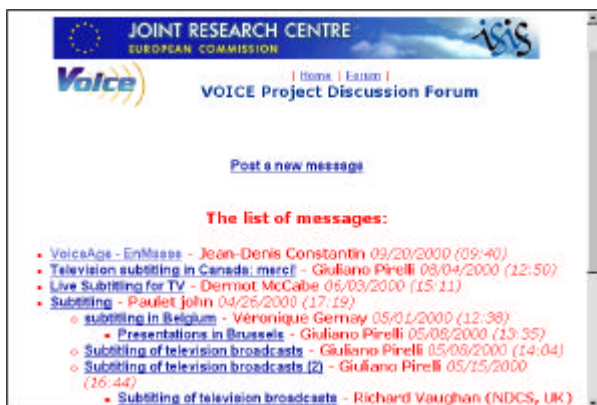 JOINT RESEARCH CENTRE
EUROPEAN COMMISSION
isis
Voice
| Home | Forum |
VOICE Project Discussion Forum
Post a new message
The list of messages:
VoiceAge - EnMasse - Jean-Denis Constantin 09/20/2000 (09:40)
Television subtitling in Canada: merci! - Giuliano Pirelli 08/04/2000 (12:50)
Live Subtitling for TV - Dermot McCabe 06/03/2000 (15:11)
Subtitling - Paulet john 04/26/2000 (17:19)
subtitling in Belgium - Véronique Gernay 05/01/2000 (12:38)
Presentations in Brussels - Giuliano Pirelli 05/08/2000 (13:35)
Subtitling of television broadcasts - Giuliano Pirelli 05/08/2000 (14:04)
Subtitling of television broadcasts (2) - Giuliano Pirelli 05/15/2000
(16:44)
Subtitling of television broadcasts - Richard Vaughan (NDCS, UK)